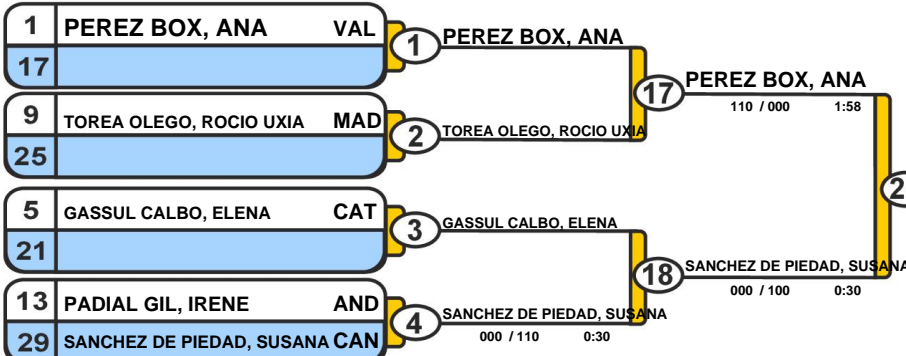 1 PEREZ BOX, ANA VAL
17
1
PEREZ BOX, ANA
9 TOREA OLEGO, ROCIO UXIA MAD
25
2
TOREA OLEGO, ROCIO UXIA
17
PEREZ BOX, ANA
110 / 000 1:58
5 GASSUL CALBO, ELENA CAT
21
3
GASSUL CALBO, ELENA
13 PADIAL GIL, IRENE AND
29 SANCHEZ DE PIEDAD, SUSANA CAN
4
SANCHEZ DE PIEDAD, SUSANA
000 / 110 0:30
18
SANCHEZ DE PIEDAD, SUSANA
000 / 100 0:30